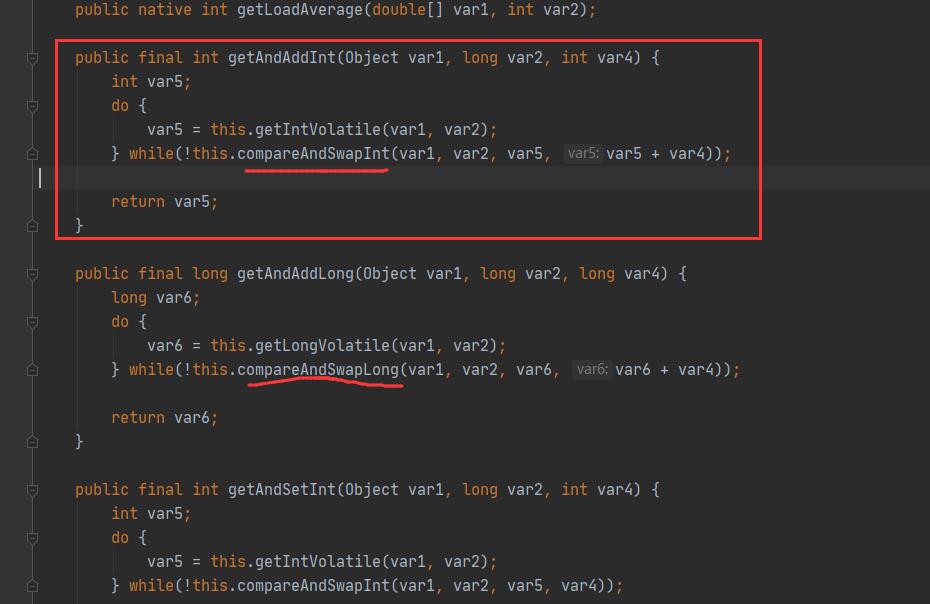 public native int getLoadAverage(double[] var1, int var2);
public final int getAndAddInt(Object var1, long var2, int var4) {
int var5;
do {
var5 = this.getIntVolatile(var1, var2);
} while(!this.compareAndSwapInt(var1, var2, var5, var5: var5 + var4));
return var5;
}
public final long getAndAddLong(Object var1, long var2, long var4) {
long var6;
do {
var6 = this.getLongVolatile(var1, var2);
} while(!this.compareAndSwapLong(var1, var2, var6, var6: var6 + var4));
return var6;
}
public final int getAndSetInt(Object var1, long var2, int var4) {
int var5;
do {
var5 = this.getIntVolatile(var1, var2);
} while(!this.compareAndSwapInt(var1, var2, var5, var4));